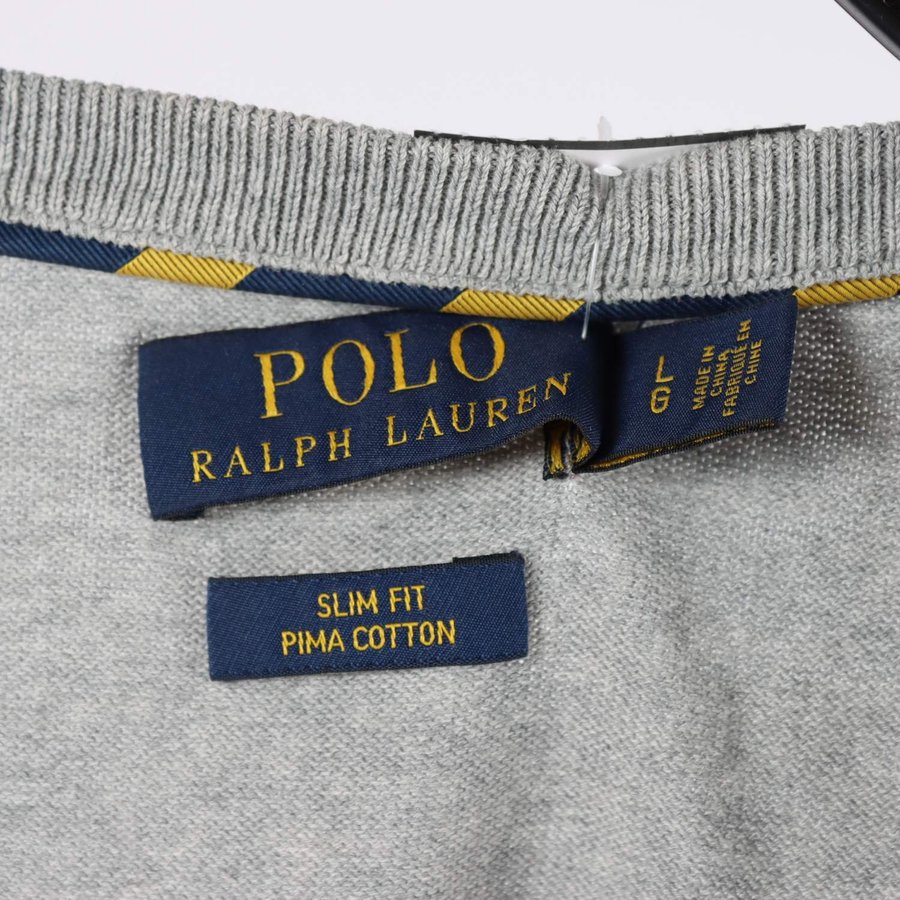 POLO
RALPH LAUREN
L
G
MADE IN
CHINA
FABRIQUÉ EN
CHINE
SLIM FIT
PIMA COTTON